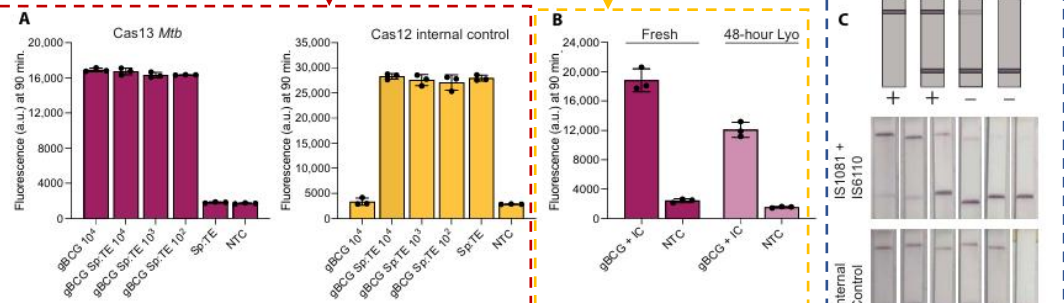 A
Cas13 Mtb
Fluorescence (a.u.) at 90 min.
20,000
16,000
12,000
8000
4000
0
gBCG 10⁴
gBCG Sp:TE 10⁴
gBCG Sp:TE 10³
gBCG Sp:TE 10²
Sp:TE
NTC
Cas12 internal control
Fluorescence (a.u.) at 90 min.
35,000
30,000
25,000
20,000
15,000
10,000
5000
0
gBCG 10⁴
gBCG Sp:TE 10⁴
gBCG Sp:TE 10³
gBCG Sp:TE 10²
Sp:TE
NTC
B
Fresh
48-hour Lyo
Fluorescence (a.u.) at 90 min.
24,000
20,000
16,000
12,000
8000
4000
0
gBCG + IC
NTC
gBCG + IC
NTC
C
+ + – –
IS1081 +
IS6110
control